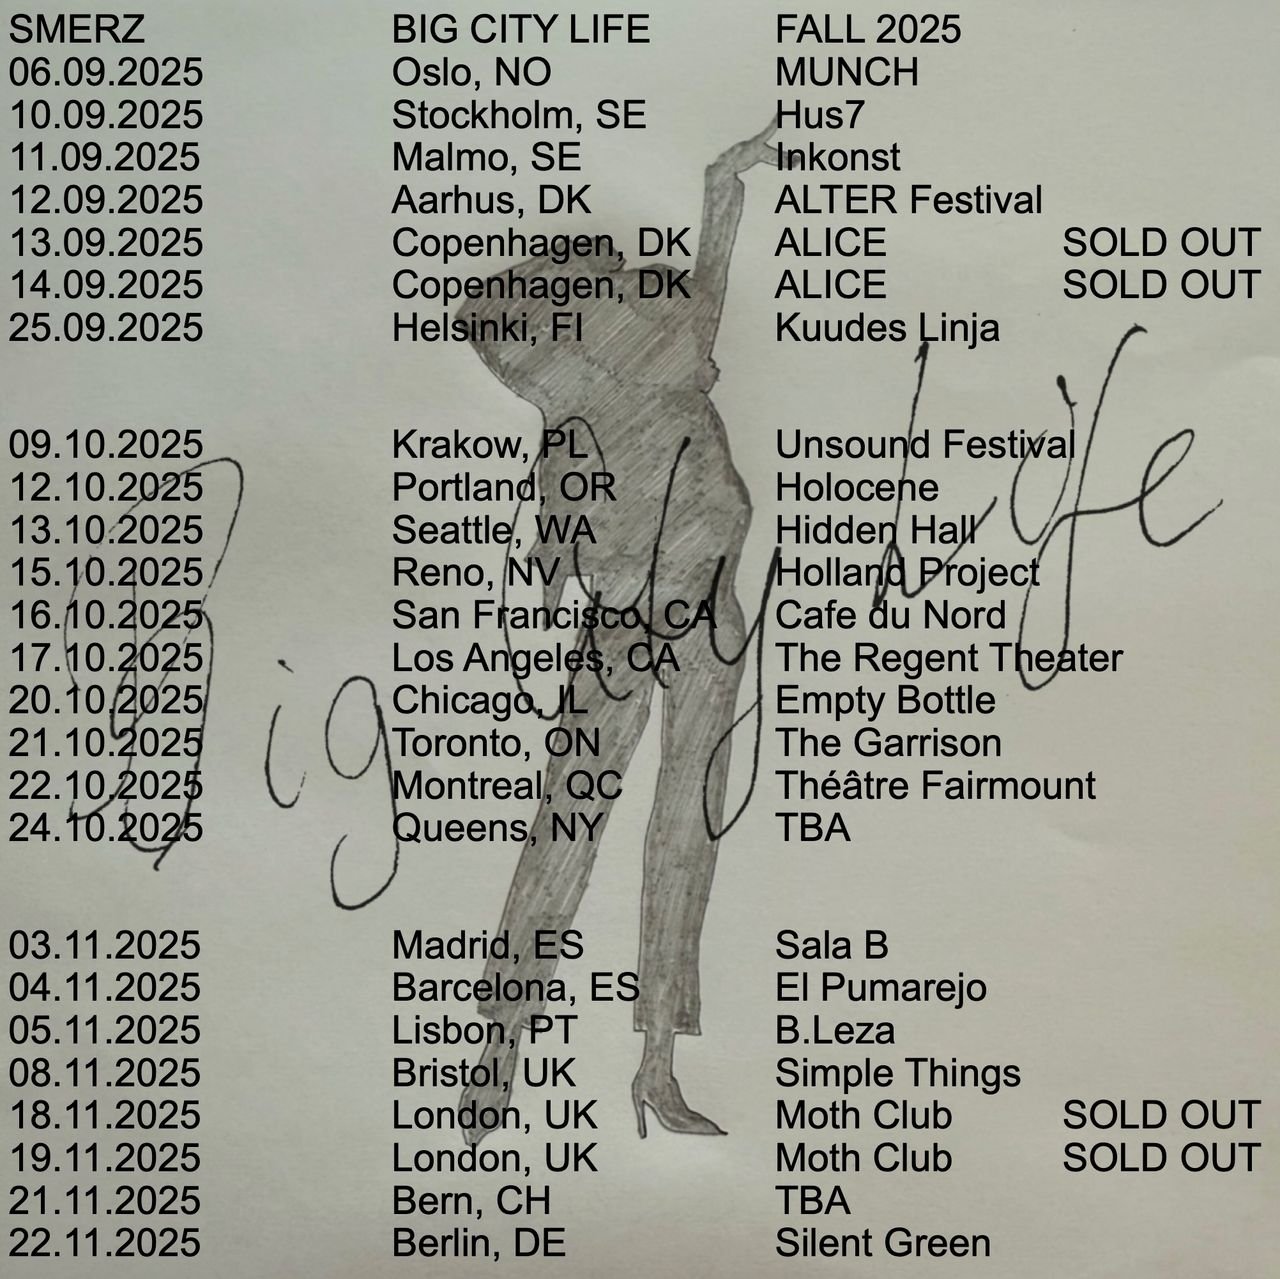 SMERZ BIG CITY LIFE FALL 2025
06.09.2025 Oslo, NO MUNCH
10.09.2025 Stockholm, SE Hus7
11.09.2025 Malmo, SE Inkonst
12.09.2025 Aarhus, DK ALTER Festival
13.09.2025 Copenhagen, DK ALICE SOLD OUT
14.09.2025 Copenhagen, DK ALICE SOLD OUT
25.09.2025 Helsinki, FI Kuudes Linja
09.10.2025 Krakow, PL Unsound Festival
12.10.2025 Portland, OR Holocene
13.10.2025 Seattle, WA Hidden Hall
15.10.2025 Reno, NV Holland Project
16.10.2025 San Francisco, CA Cafe du Nord
17.10.2025 Los Angeles, CA The Regent Theater
20.10.2025 Chicago, IL Empty Bottle
21.10.2025 Toronto, ON The Garrison
22.10.2025 Montreal, QC Théâtre Fairmount
24.10.2025 Queens, NY TBA
03.11.2025 Madrid, ES Sala B
04.11.2025 Barcelona, ES El Pumarejo
05.11.2025 Lisbon, PT B.Leza
08.11.2025 Bristol, UK Simple Things
18.11.2025 London, UK Moth Club SOLD OUT
19.11.2025 London, UK Moth Club SOLD OUT
21.11.2025 Bern, CH TBA
22.11.2025 Berlin, DE Silent Green
Big City Life